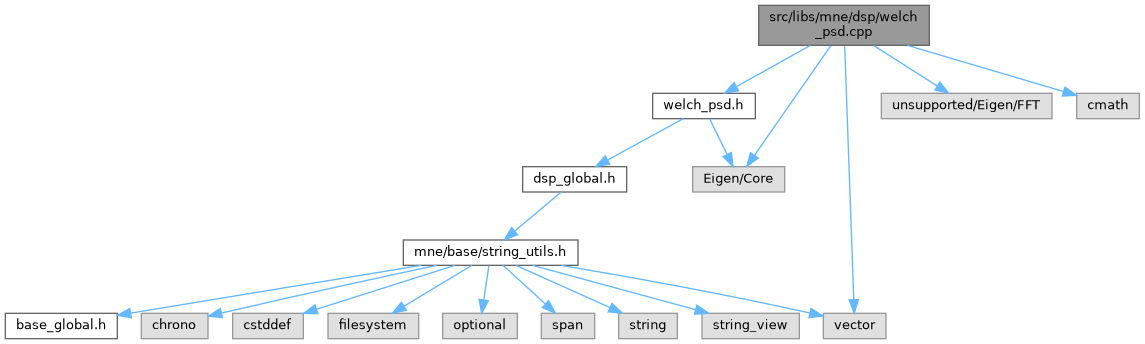 src/libs/mne/dsp/welch
_psd.cpp
welch_psd.h
unsupported/Eigen/FFT
cmath
dsp_global.h
Eigen/Core
mne/base/string_utils.h
base_global.h
chrono
cstddef
filesystem
optional
span
string
string_view
vector